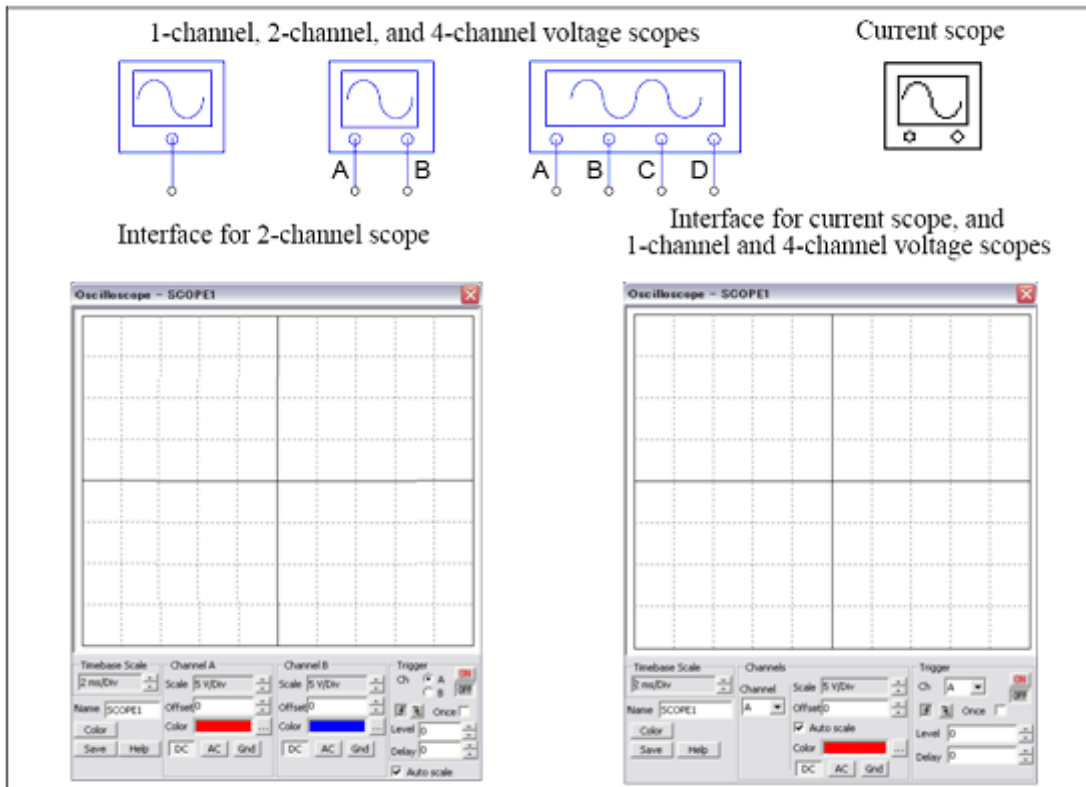 1-channel, 2-channel, and 4-channel voltage scopes
Current scope
A B
A B C D
Interface for 2-channel scope
Interface for current scope, and
1-channel and 4-channel voltage scopes
Oscilloscope - SCOPE1
Timebase Scale
2 ms/Div
Name SCOPE1
Color
Save Help
Channel A
Scale 5 V/Div
Offset 0
Color ...
DC AC Gnd
Channel B
Scale 5 V/Div
Offset 0
Color ...
DC AC Gnd
Trigger
Ch A
B
ON
OFF
Once
Level 0
Delay 0
Auto scale
Oscilloscope - SCOPE1
Timebase Scale
2 ms/Div
Name SCOPE1
Color
Save Help
Channels
Channel
A
Scale 5 V/Div
Offset 0
Auto scale
Color ...
DC AC Gnd
Trigger
Ch A
ON
OFF
Once
Level 0
Delay 0